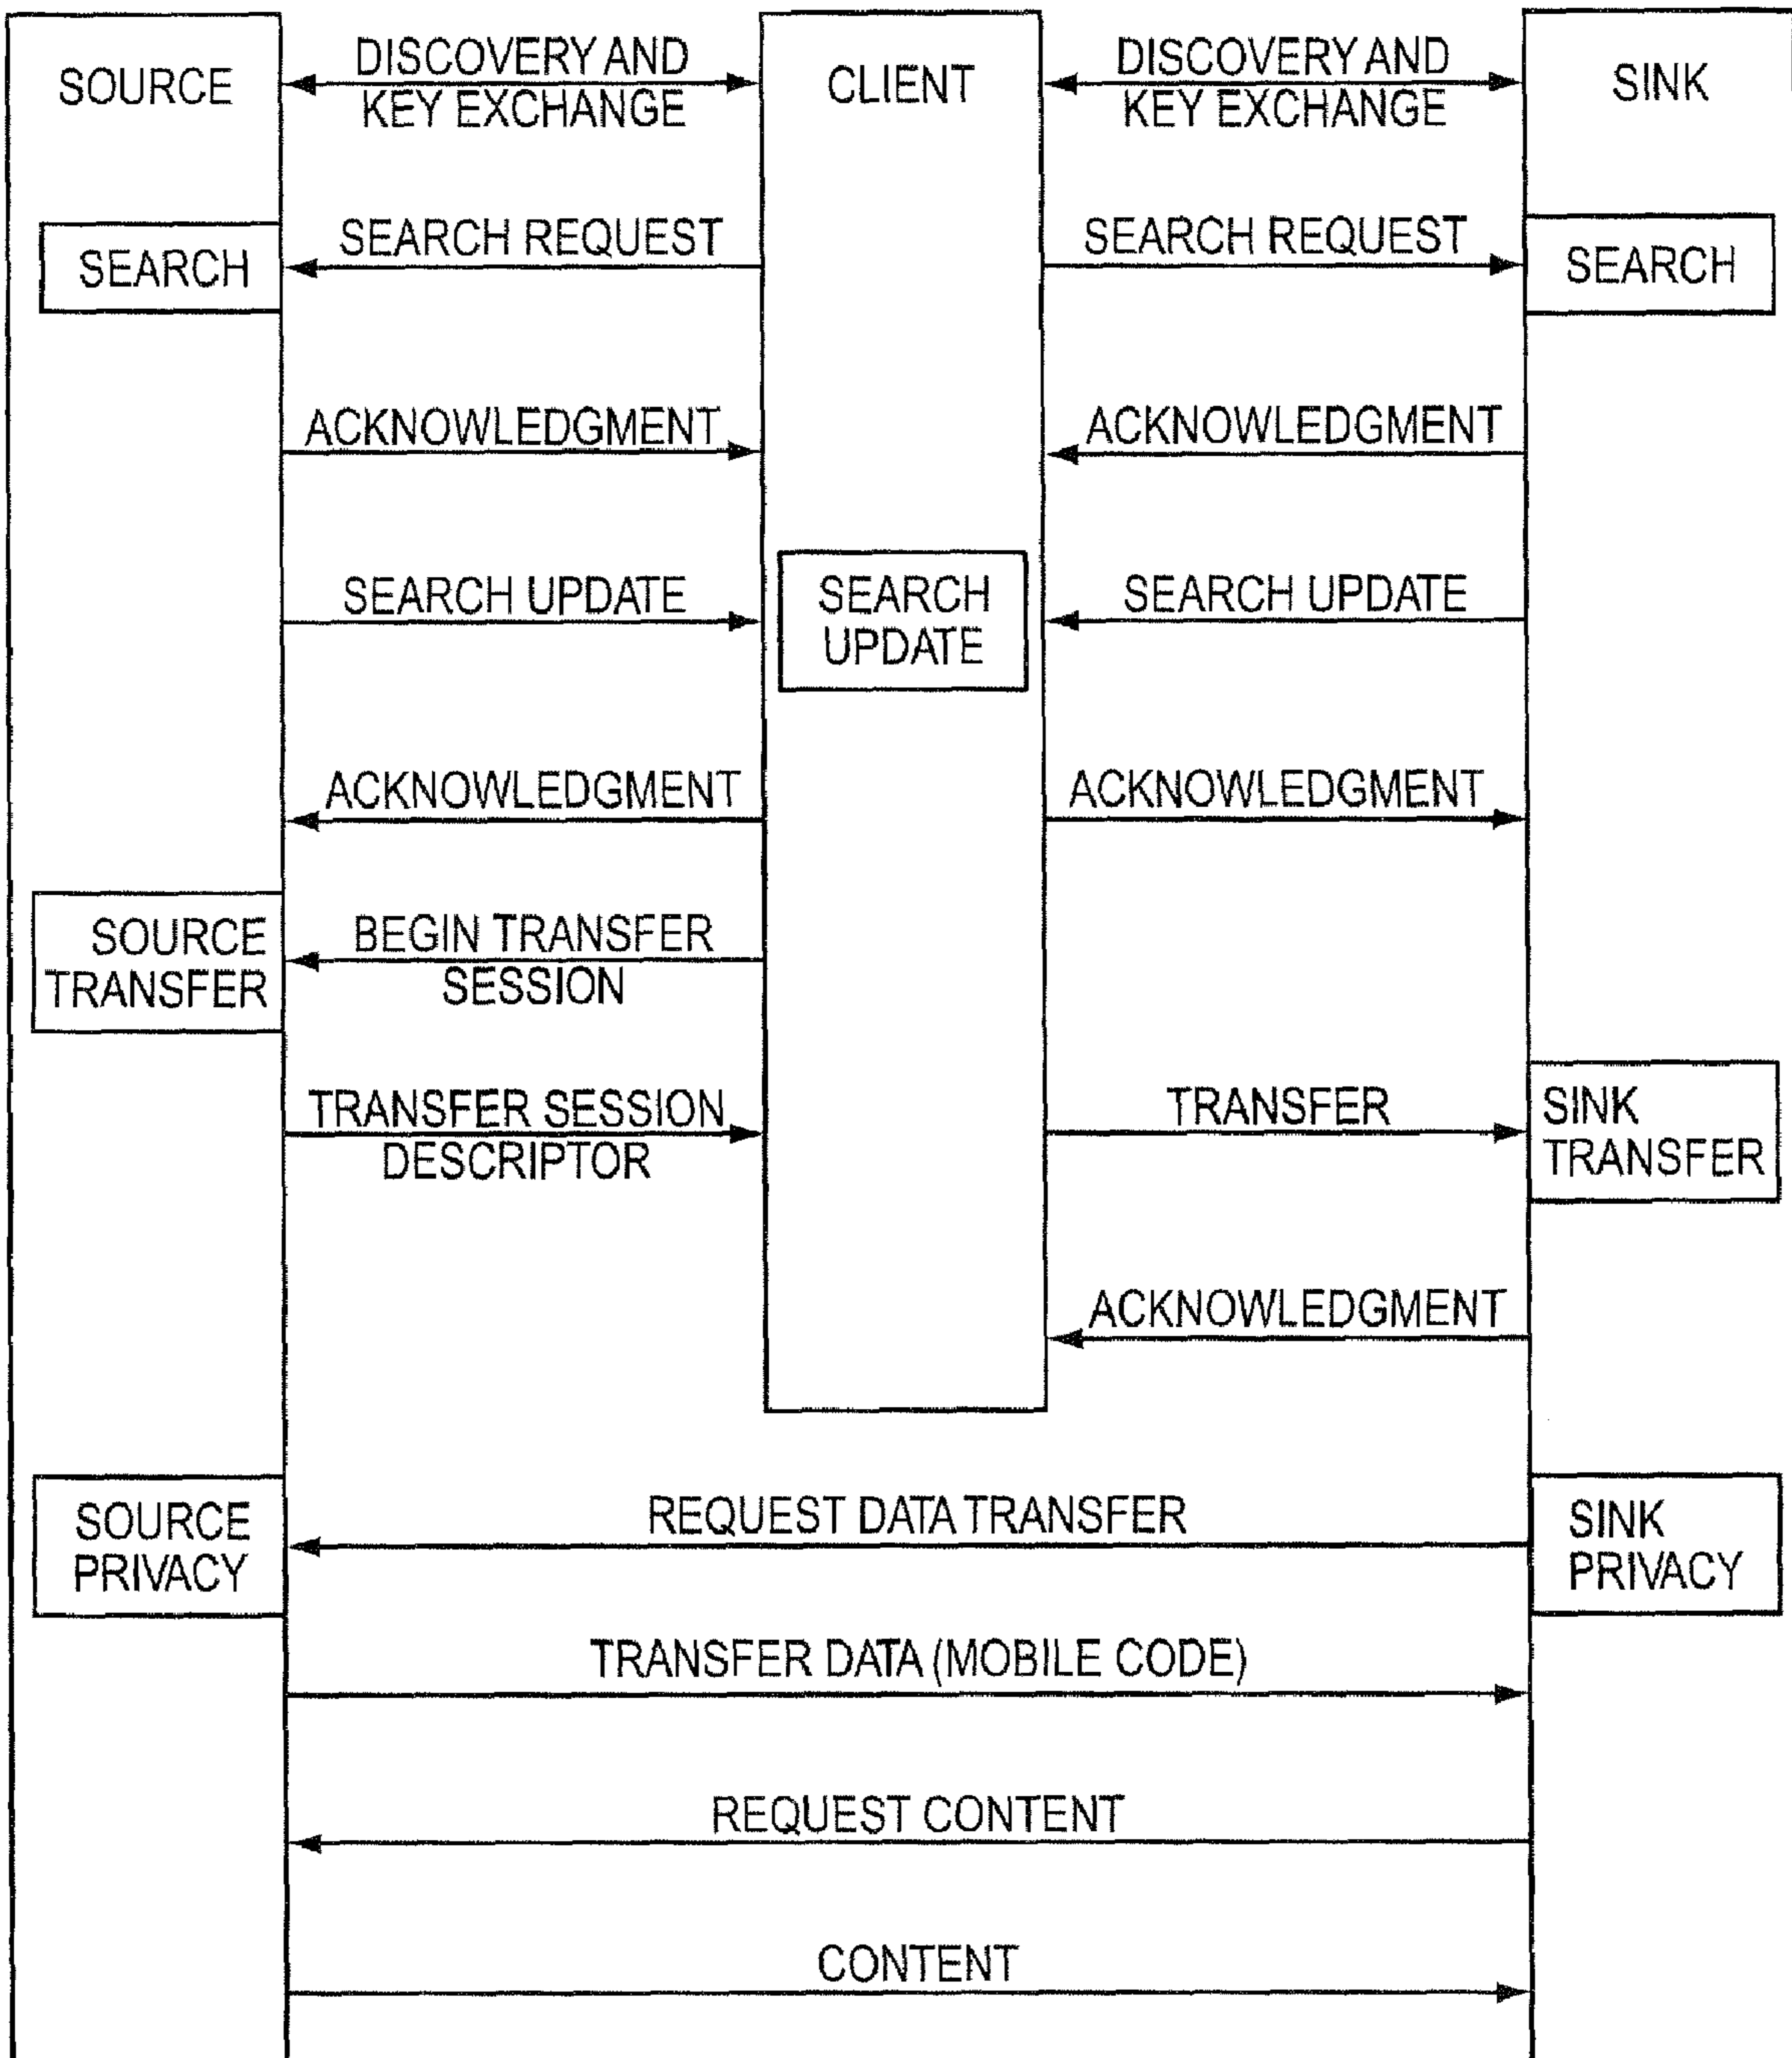 SOURCE
DISCOVERY AND
KEY EXCHANGE
CLIENT
DISCOVERY AND
KEY EXCHANGE
SINK
SEARCH
SEARCH REQUEST
SEARCH REQUEST
SEARCH
ACKNOWLEDGMENT
ACKNOWLEDGMENT
SEARCH UPDATE
SEARCH
UPDATE
SEARCH UPDATE
ACKNOWLEDGMENT
ACKNOWLEDGMENT
SOURCE
TRANSFER
BEGIN TRANSFER
SESSION
TRANSFER SESSION
DESCRIPTOR
TRANSFER
SINK
TRANSFER
ACKNOWLEDGMENT
SOURCE
PRIVACY
REQUEST DATA TRANSFER
SINK
PRIVACY
TRANSFER DATA (MOBILE CODE)
REQUEST CONTENT
CONTENT